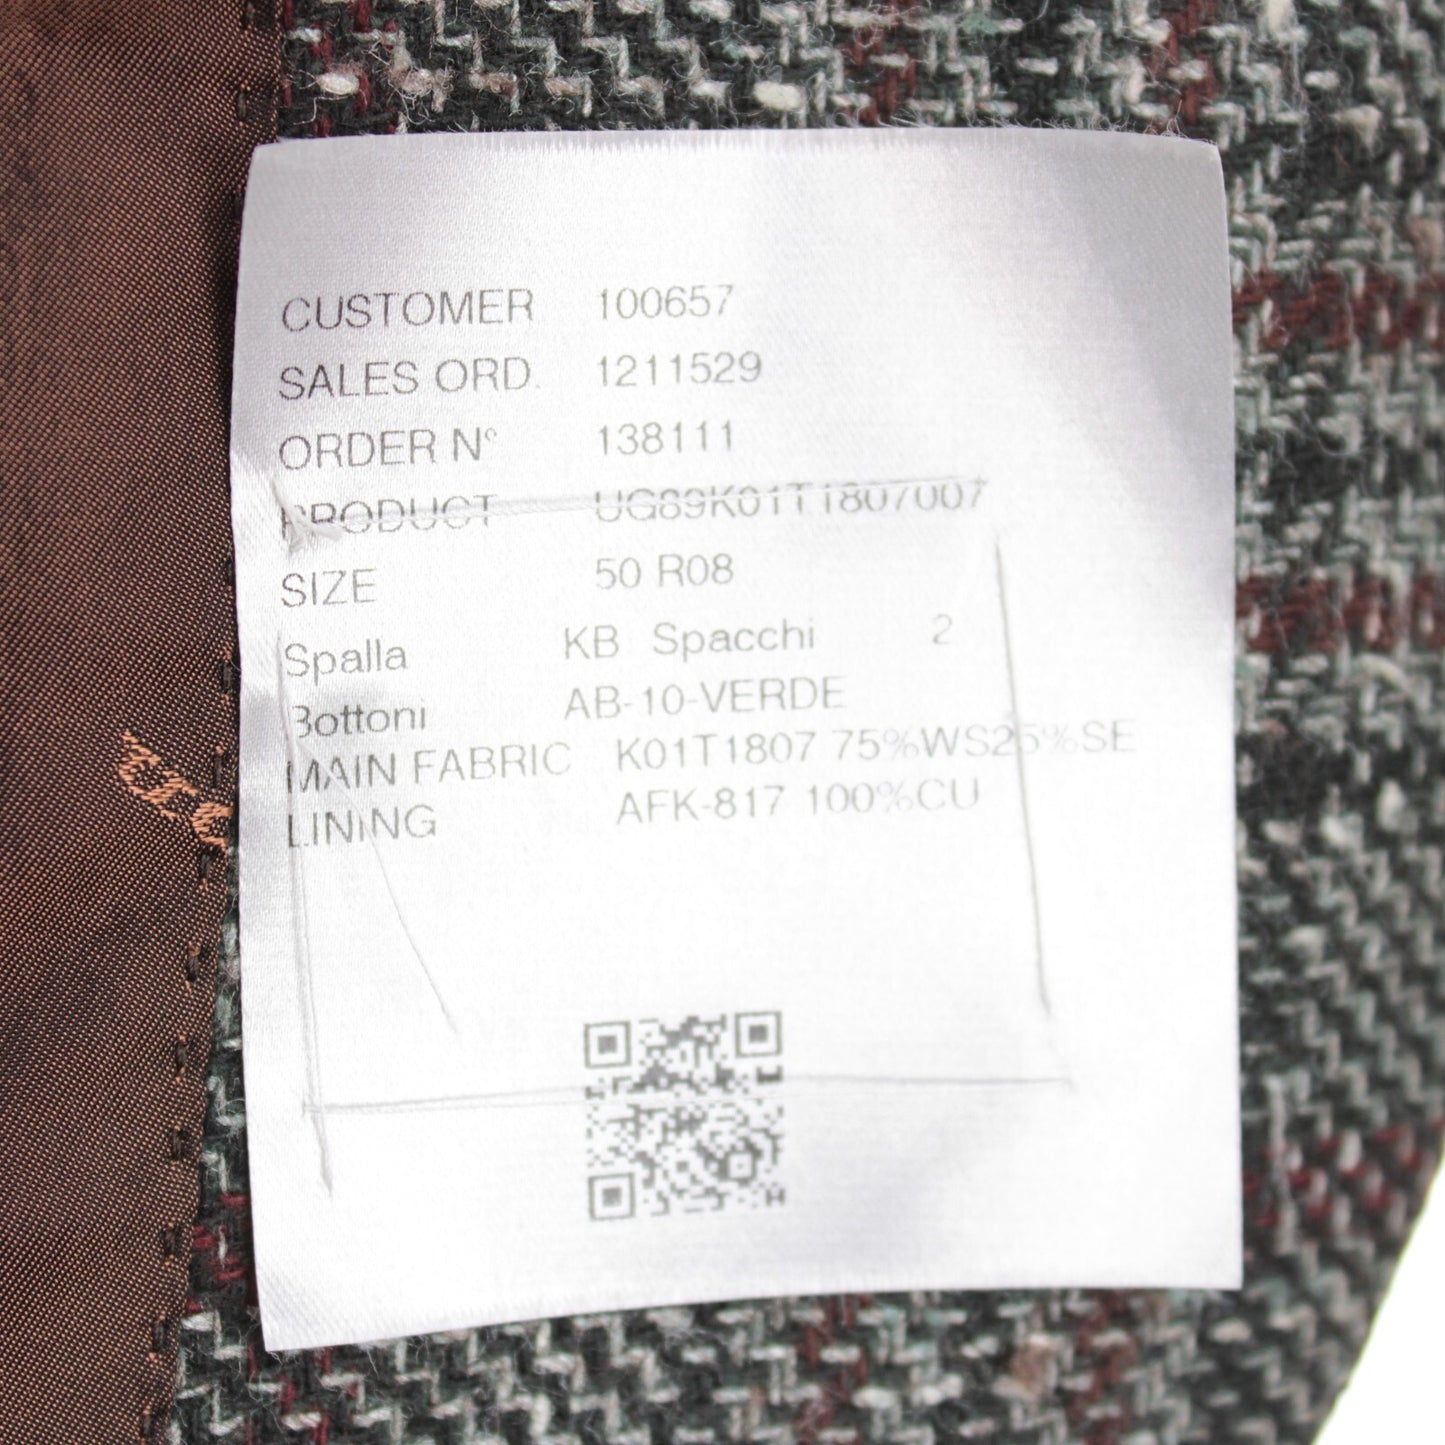 CUSTOMER 100657
SALES ORD. 1211529
ORDER N° 138111
PRODUCT UG89K01T1807007
SIZE 50 R08
Spalla KB Spacchi 2
Bottoni AB-10-VERDE
MAIN FABRIC K01T1807 75%WS25%SE
LINING AFK-817 100%CU